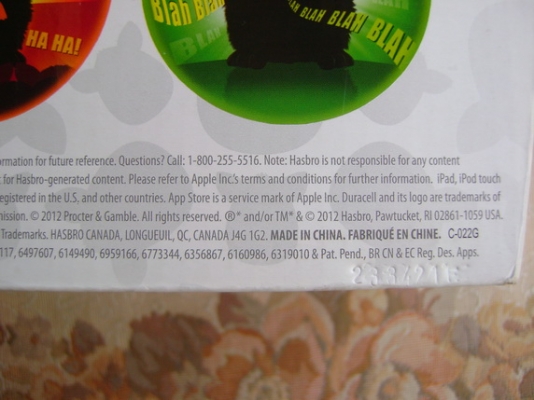 Blah Blah
BLAH BLAH BLAH BLAH
BLAH
HA HA!
ormation for future reference. Questions? Call: 1-800-255-5516. Note: Hasbro is not responsible for any content
t for Hasbro-generated content. Please refer to Apple Inc.'s terms and conditions for further information. iPad, iPod touch
egistered in the U.S. and other countries. App Store is a service mark of Apple Inc. Duracell and its logo are trademarks of
mission. © 2012 Procter & Gamble. All rights reserved. ®* and/or TM* & © 2012 Hasbro, Pawtucket, RI 02861-1059 USA.
Trademarks. HASBRO CANADA, LONGUEUIL, QC, CANADA J4G 1G2. MADE IN CHINA. FABRIQUÉ EN CHINE. C-022G
117, 6497607, 6149490, 6959166, 6773344, 6356867, 6160986, 6319010 & Pat. Pend., BR CN & EC Reg. Des. Apps.